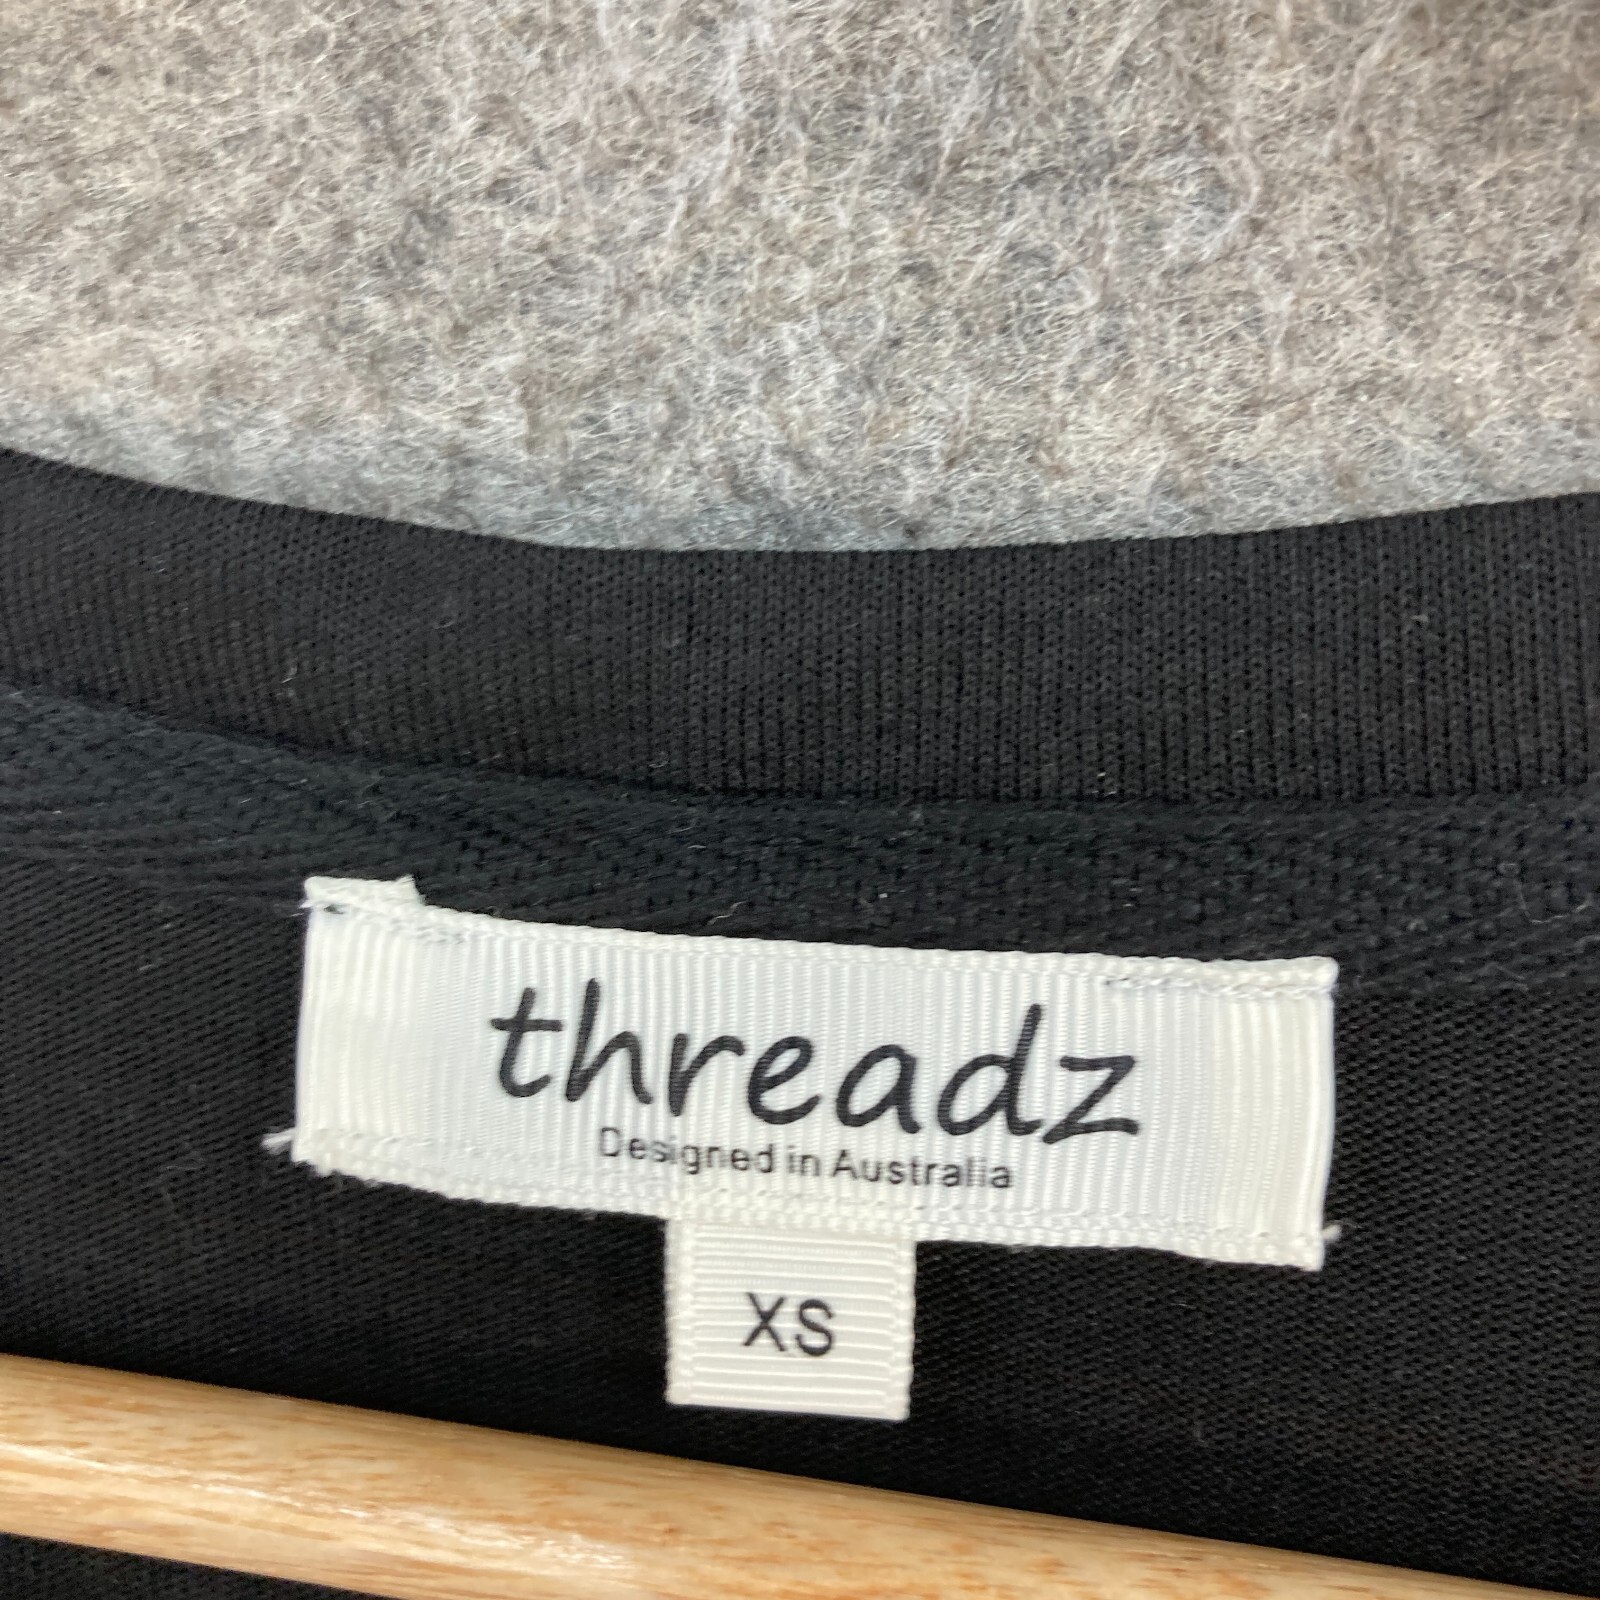 threadz
Designed in Australia
XS